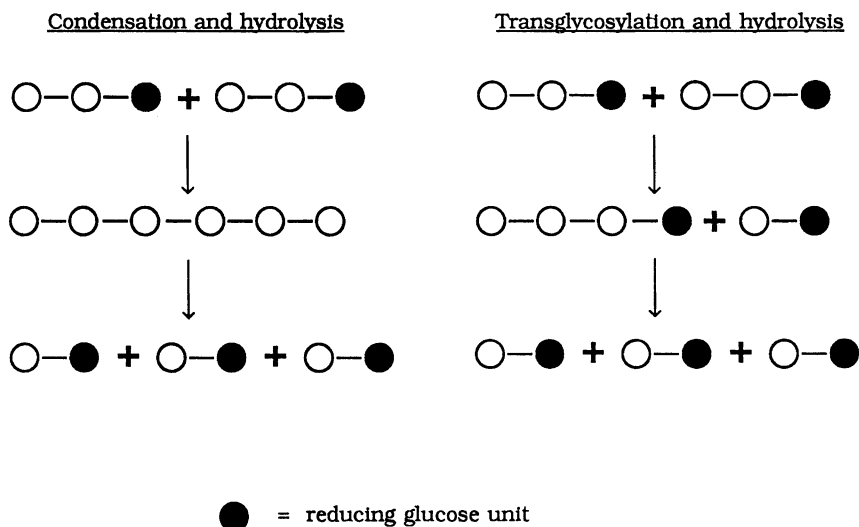 Condensation and hydrolysis
Transglycosylation and hydrolysis
+ +
+
+ + + +
= reducing glucose unit